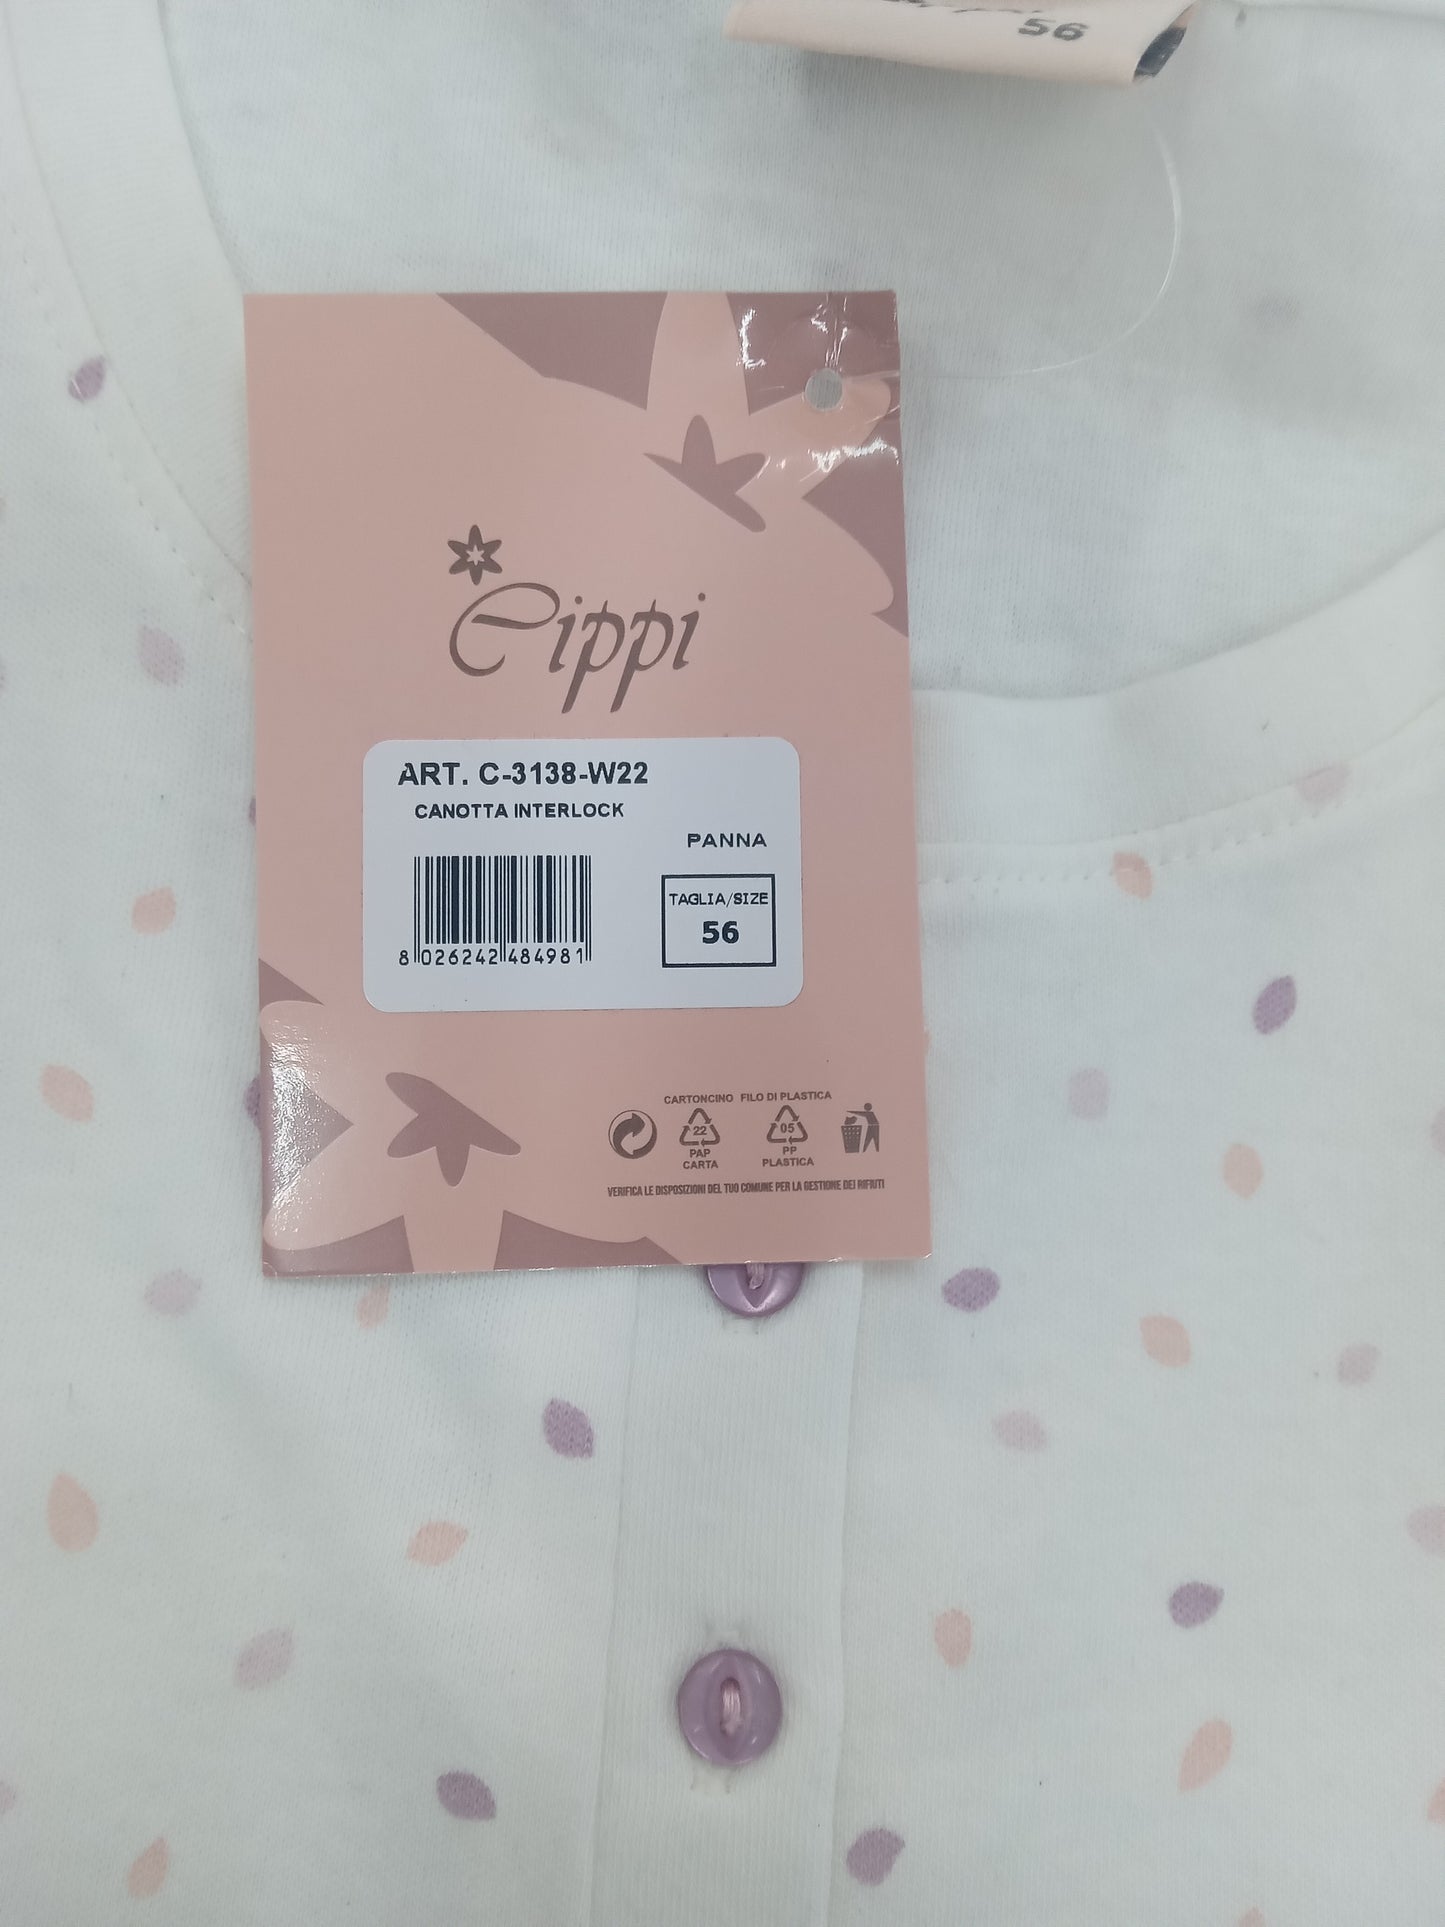 56
Cippi
ART. C-3138-W22
CANOTTA INTERLOCK
PANNA
TAGLIA/SIZE
56
8 026242 484981
CARTONCINO FILO DI PLASTICA
22 05
PAP PP
CARTA PLASTICA
VERIFICA LE DISPOSIZIONI DEL TUO COMUNE PER LA GESTIONE DEI RIFIUTI